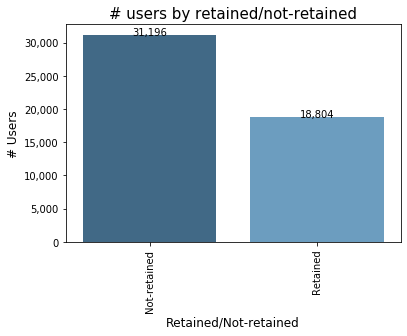 # users by retained/not-retained
31,196
18,804
30,000
25,000
20,000
15,000
10,000
5,000
0
# Users
Not-retained
Retained
Retained/Not-retained